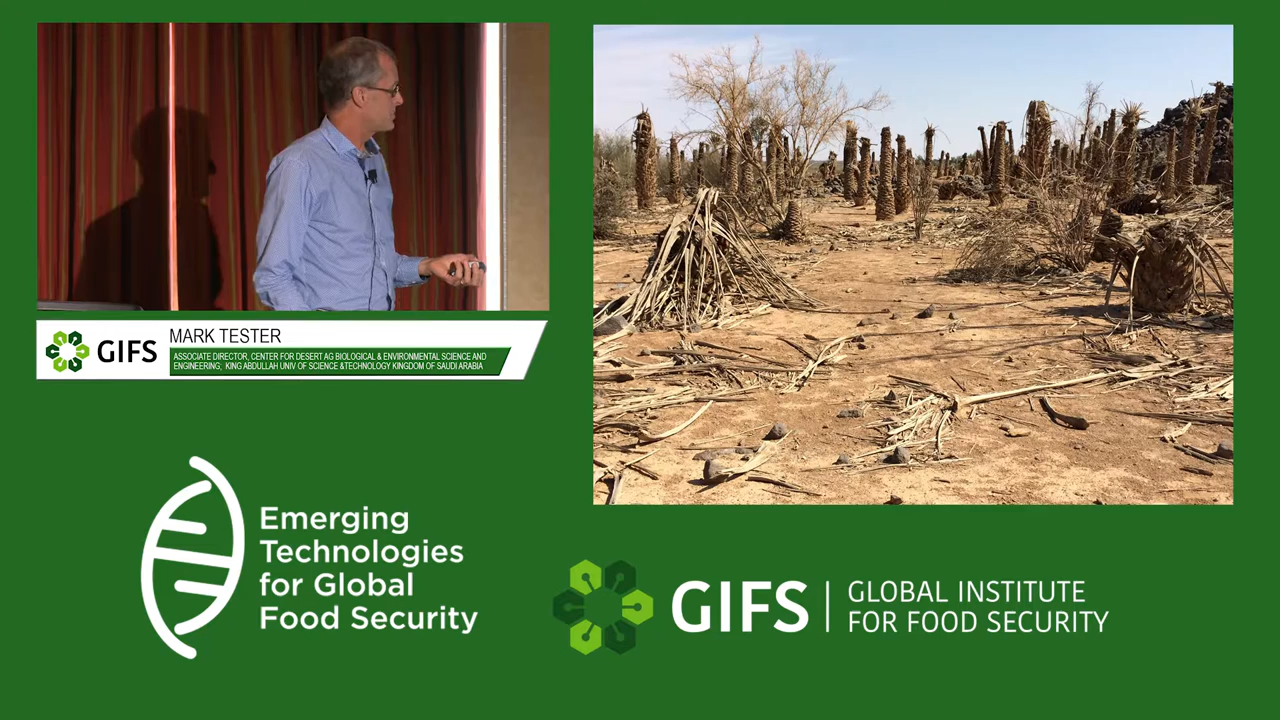 GIFS
MARK TESTER
ASSOCIATE DIRECTOR, CENTER FOR DESERT AG BIOLOGICAL & ENVIRONMENTAL SCIENCE AND
ENGINEERING; KING ABDULLAH UNIV OF SCIENCE &TECHNOLOGY KINGDOM OF SAUDI ARABIA
Emerging
Technologies
for Global
Food Security
GIFS
GLOBAL INSTITUTE
FOR FOOD SECURITY